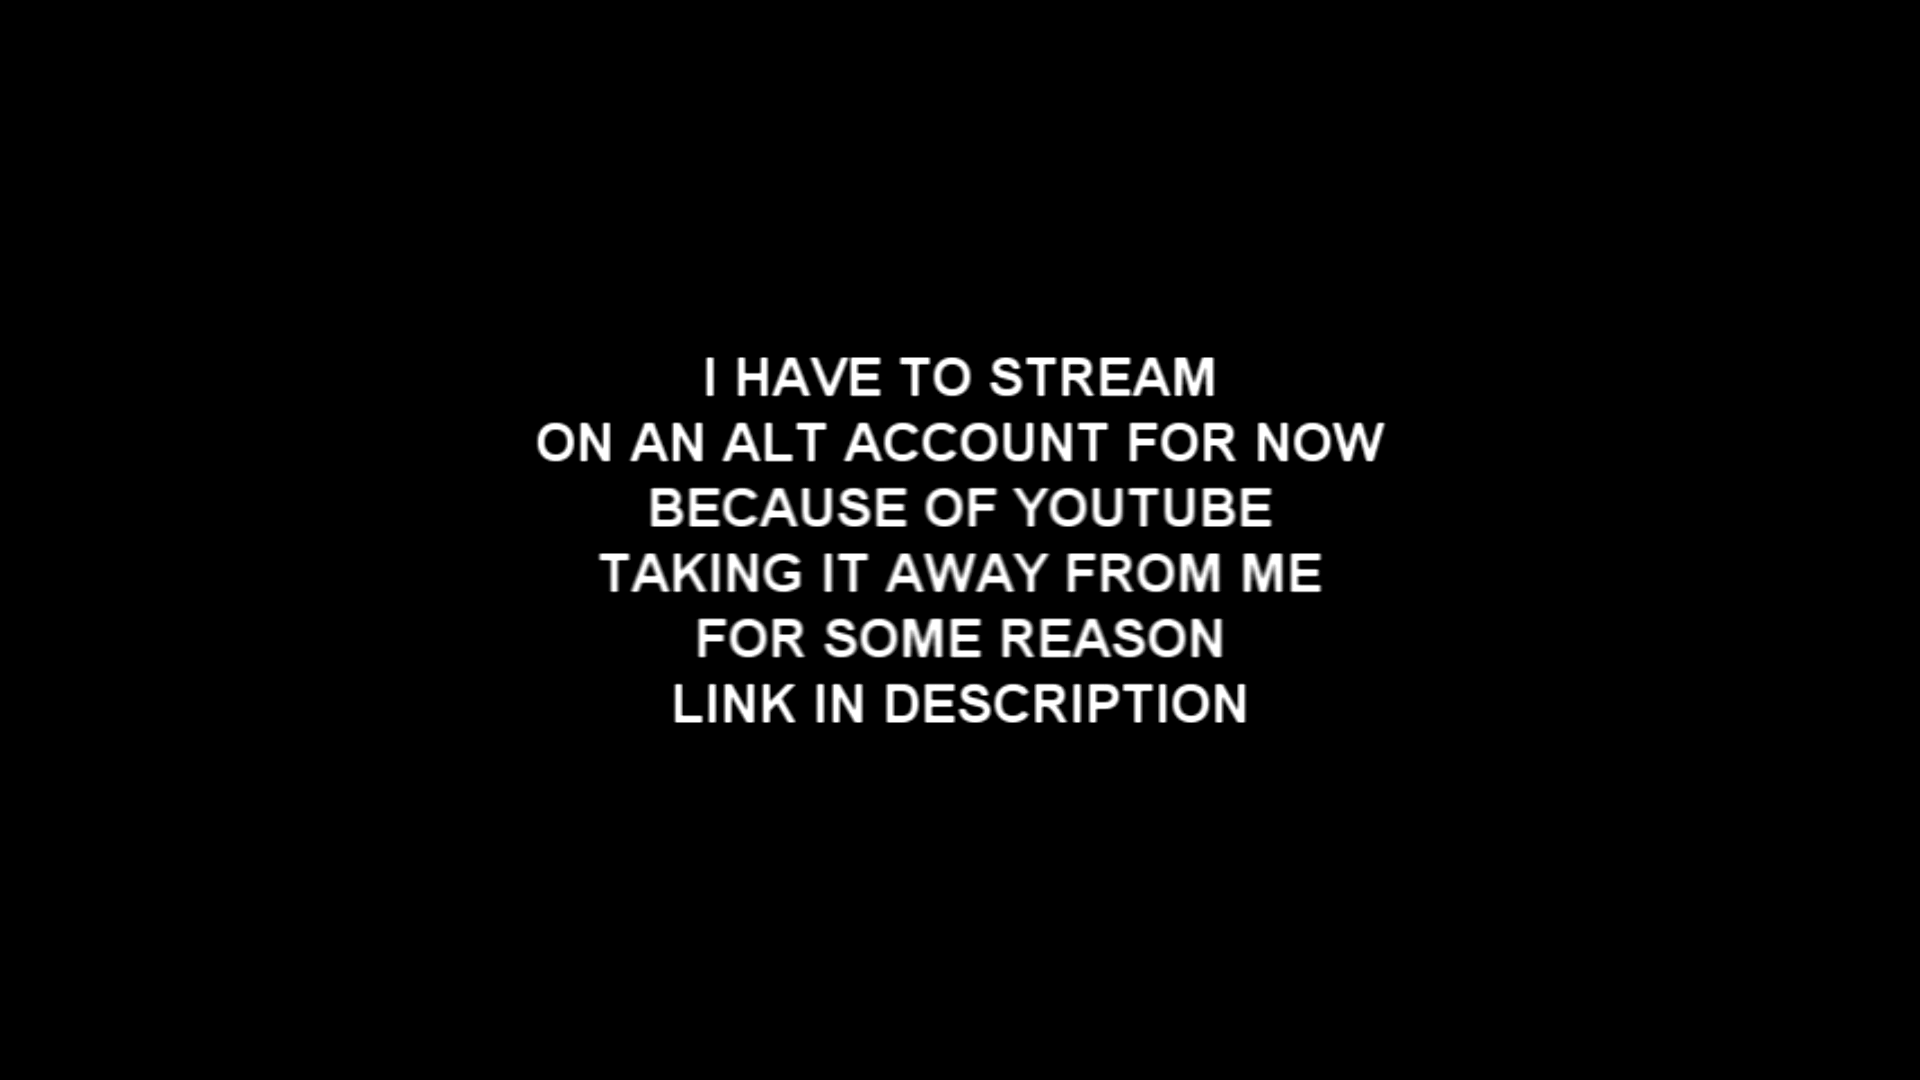 I HAVE TO STREAM
ON AN ALT ACCOUNT FOR NOW
BECAUSE OF YOUTUBE
TAKING IT AWAY FROM ME
FOR SOME REASON
LINK IN DESCRIPTION